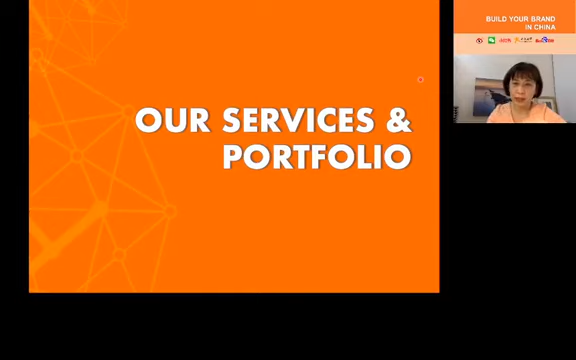 OUR SERVICES &
PORTFOLIO
BUILD YOUR BRAND
IN CHINA